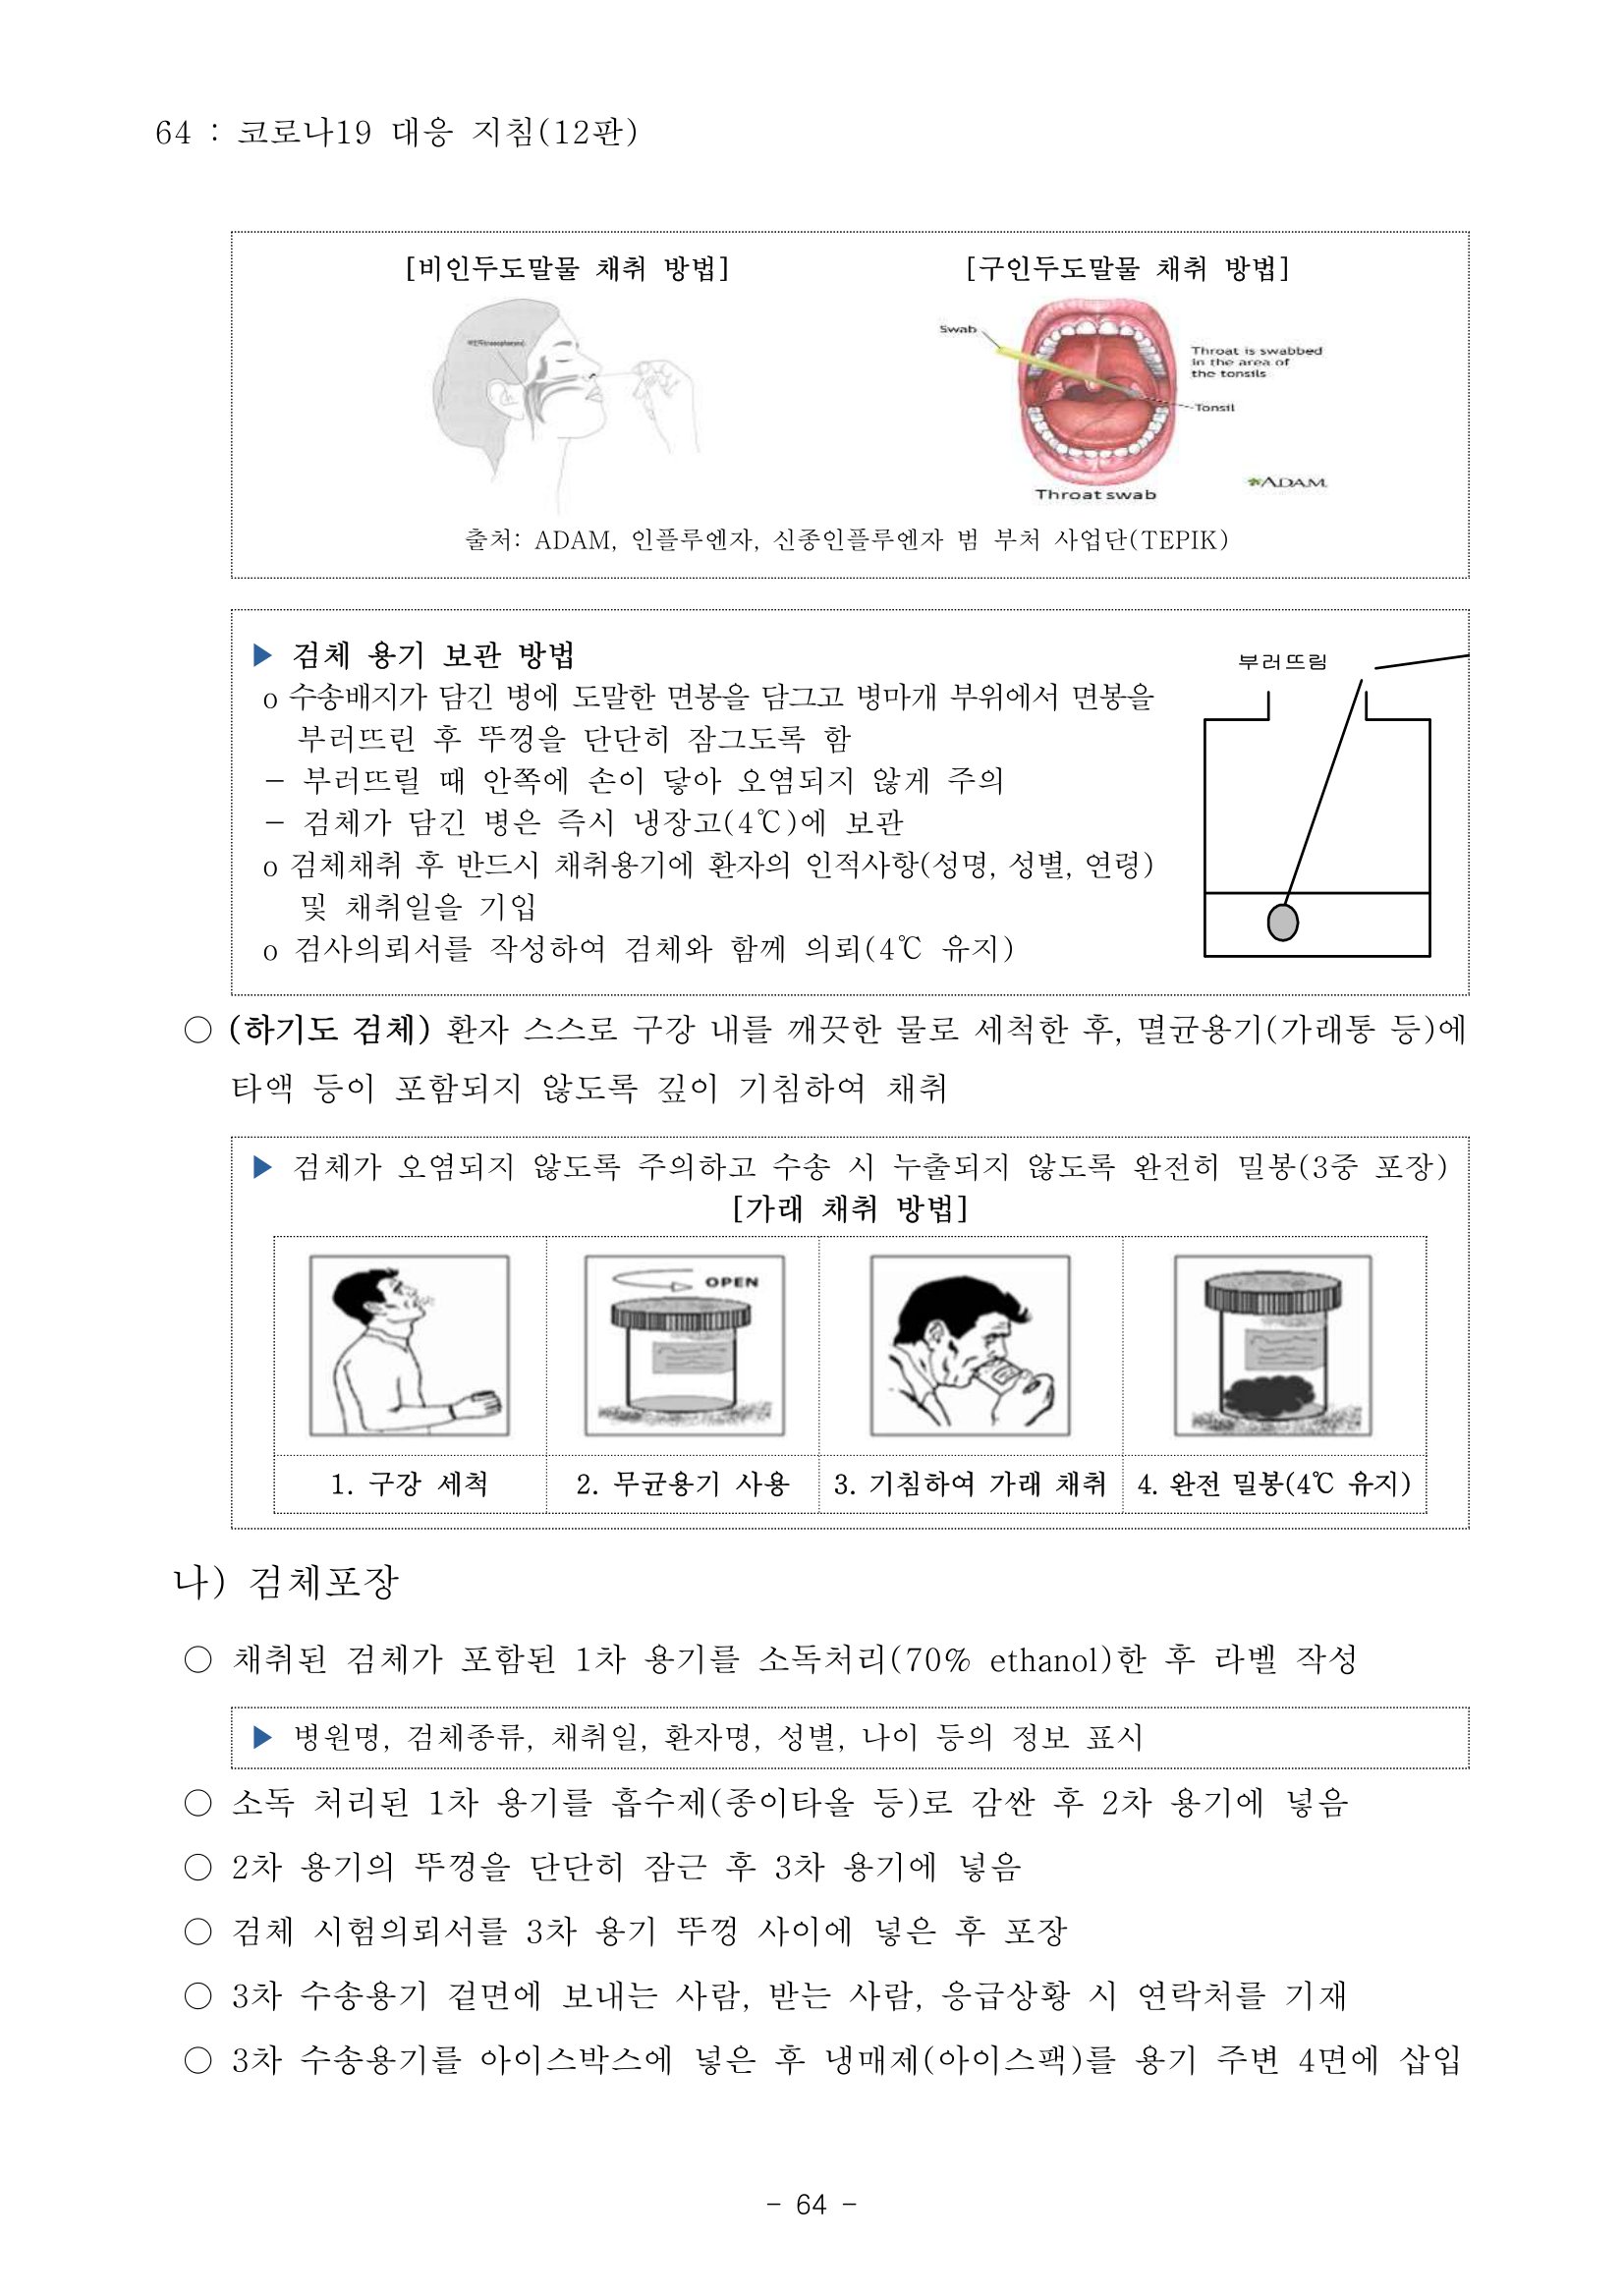 64 : 코로나19 대응 지침(12판)
[비인두도말물 채취 방법]
[구인두도말물 채취 방법]
Swab
Throat is swabbed
in the area of
the tonsils
Tonsil
Throat swab
ADAM.
출처: ADAM, 인플루엔자, 신종인플루엔자 범 부처 사업단(TEPIK)
▶ 검체 용기 보관 방법
o 수송배지가 담긴 병에 도말한 면봉을 담그고 병마개 부위에서 면봉을
부러뜨린 후 뚜껑을 단단히 잠그도록 함
- 부러뜨릴 때 안쪽에 손이 닿아 오염되지 않게 주의
- 검체가 담긴 병은 즉시 냉장고(4℃)에 보관
o 검체채취 후 반드시 채취용기에 환자의 인적사항(성명, 성별, 연령)
및 채취일을 기입
o 검사의뢰서를 작성하여 검체와 함께 의뢰(4℃ 유지)
부러뜨림
○ (하기도 검체) 환자 스스로 구강 내를 깨끗한 물로 세척한 후, 멸균용기(가래통 등)에
타액 등이 포함되지 않도록 깊이 기침하여 채취
▶ 검체가 오염되지 않도록 주의하고 수송 시 누출되지 않도록 완전히 밀봉(3중 포장)
[가래 채취 방법]
OPEN
1. 구강 세척
2. 무균용기 사용
3. 기침하여 가래 채취
4. 완전 밀봉(4℃ 유지)
나) 검체포장
○ 채취된 검체가 포함된 1차 용기를 소독처리(70% ethanol)한 후 라벨 작성
▶ 병원명, 검체종류, 채취일, 환자명, 성별, 나이 등의 정보 표시
○ 소독 처리된 1차 용기를 흡수제(종이타올 등)로 감싼 후 2차 용기에 넣음
○ 2차 용기의 뚜껑을 단단히 잠근 후 3차 용기에 넣음
○ 검체 시험의뢰서를 3차 용기 뚜껑 사이에 넣은 후 포장
○ 3차 수송용기 겉면에 보내는 사람, 받는 사람, 응급상황 시 연락처를 기재
○ 3차 수송용기를 아이스박스에 넣은 후 냉매제(아이스팩)를 용기 주변 4면에 삽입
- 64 -